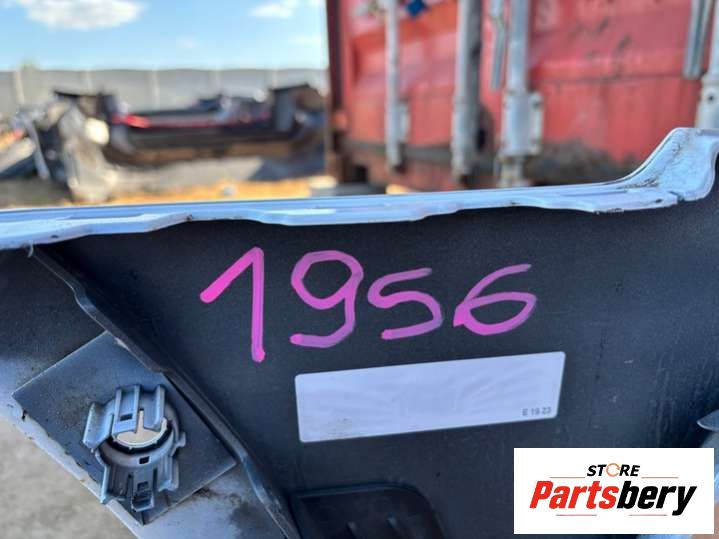 1956
E 19 23
STORE
Partsbery